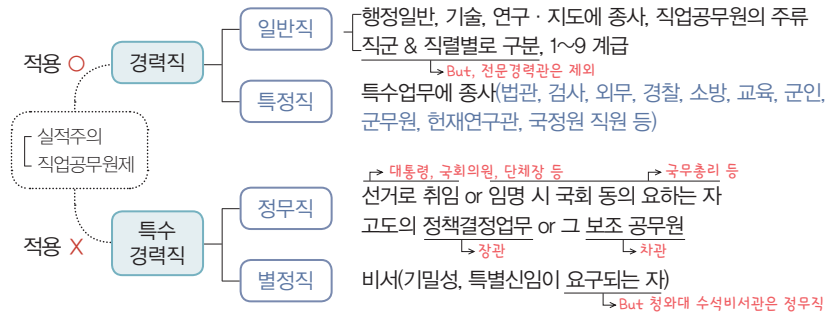 일반직
행정일반, 기술, 연구 · 지도에 종사, 직업공무원의 주류
직군 & 직렬별로 구분, 1~9 계급
적용 ○
경력직
But, 전문경력관은 제외
특정직
특수업무에 종사(법관, 검사, 외무, 경찰, 소방, 교육, 군인,
군무원, 헌재연구관, 국정원 직원 등)
실적주의
직업공무원제
대통령, 국회의원, 단체장 등
국무총리 등
정무직
선거로 취임 or 임명 시 국회 동의 요하는 자
고도의 정책결정업무 or 그 보조 공무원
적용 X
특수
경력직
장관
차관
별정직
비서(기밀성, 특별신임이 요구되는 자)
But 청와대 수석비서관은 정무직